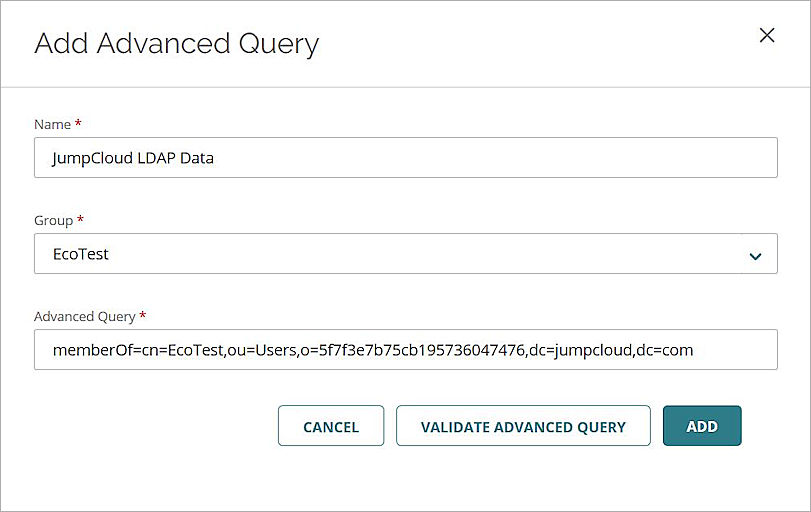 Add Advanced Query
Name *
JumpCloud LDAP Data
Group *
EcoTest
Advanced Query *
memberOf=cn=EcoTest,ou=Users,o=5f7f3e7b75cb195736047476,dc=jumpcloud,dc=com
CANCEL VALIDATE ADVANCED QUERY ADD